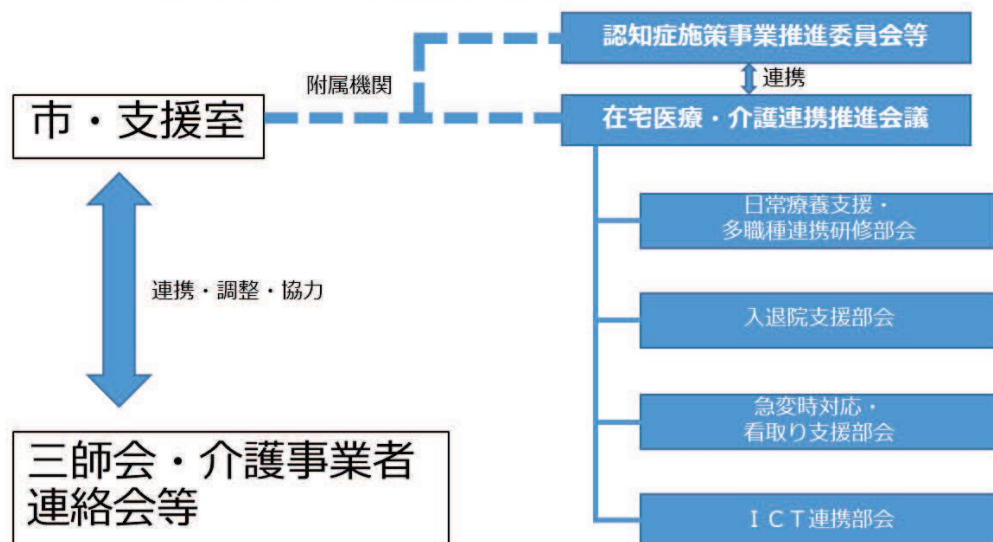 認知症施策事業推進委員会等
附属機関
連携
市・支援室
在宅医療・介護連携推進会議
日常療養支援・
多職種連携研修部会
連携・調整・協力
入退院支援部会
急変時対応・
看取り支援部会
三師会・介護事業者
連絡会等
ＩＣＴ連携部会